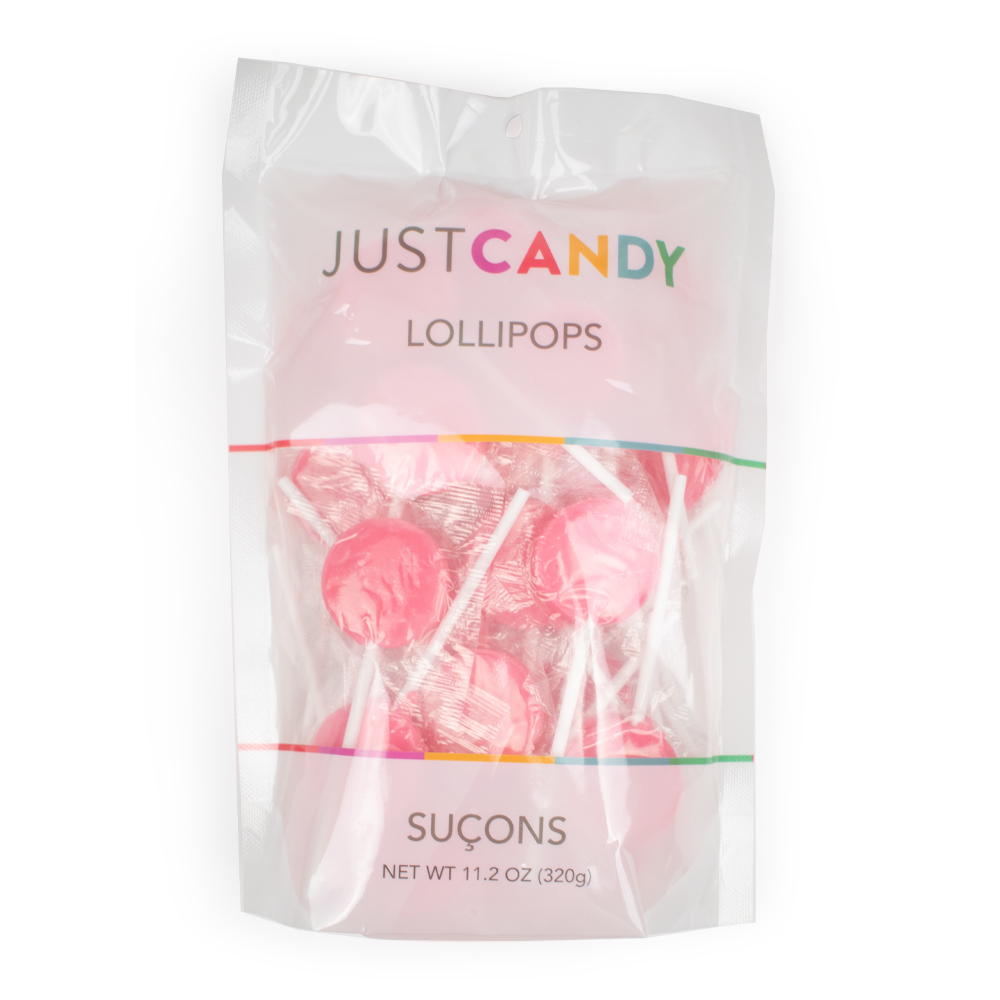 JUSTCANDY
LOLLIPOPS
SUÇONS
NET WT 11.2 OZ (320g)